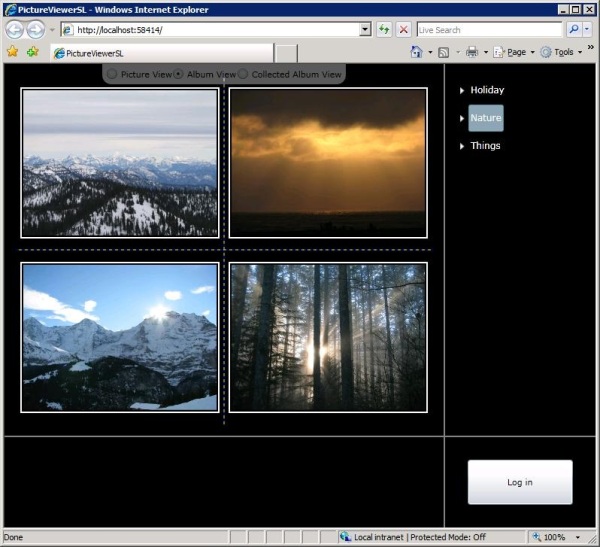 PictureViewerSL - Windows Internet Explorer
http://localhost:58414/
Live Search
PictureViewerSL
Page
Tools
Picture View Album View Collected Album View
Holiday
Nature
Things
Log in
Done
Local intranet | Protected Mode: Off
100%